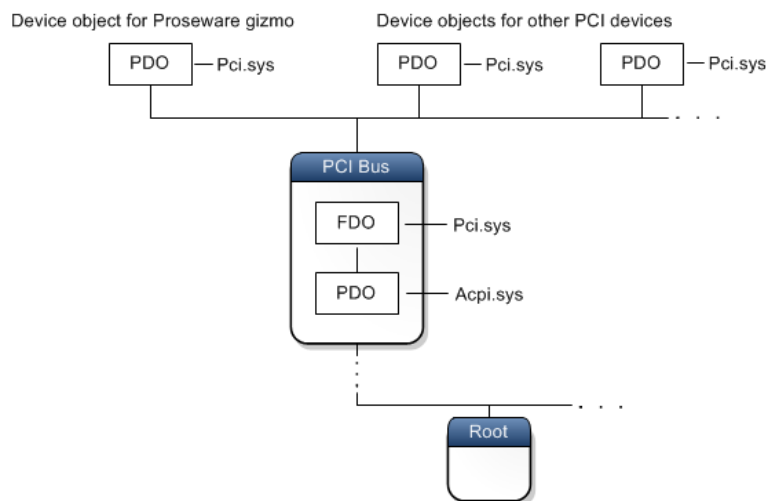 Device object for Proseware gizmo
Device objects for other PCI devices
PDO
Pci.sys
PDO
Pci.sys
PDO
Pci.sys
. . .
PCI Bus
FDO
Pci.sys
PDO
Acpi.sys
. . .
Root